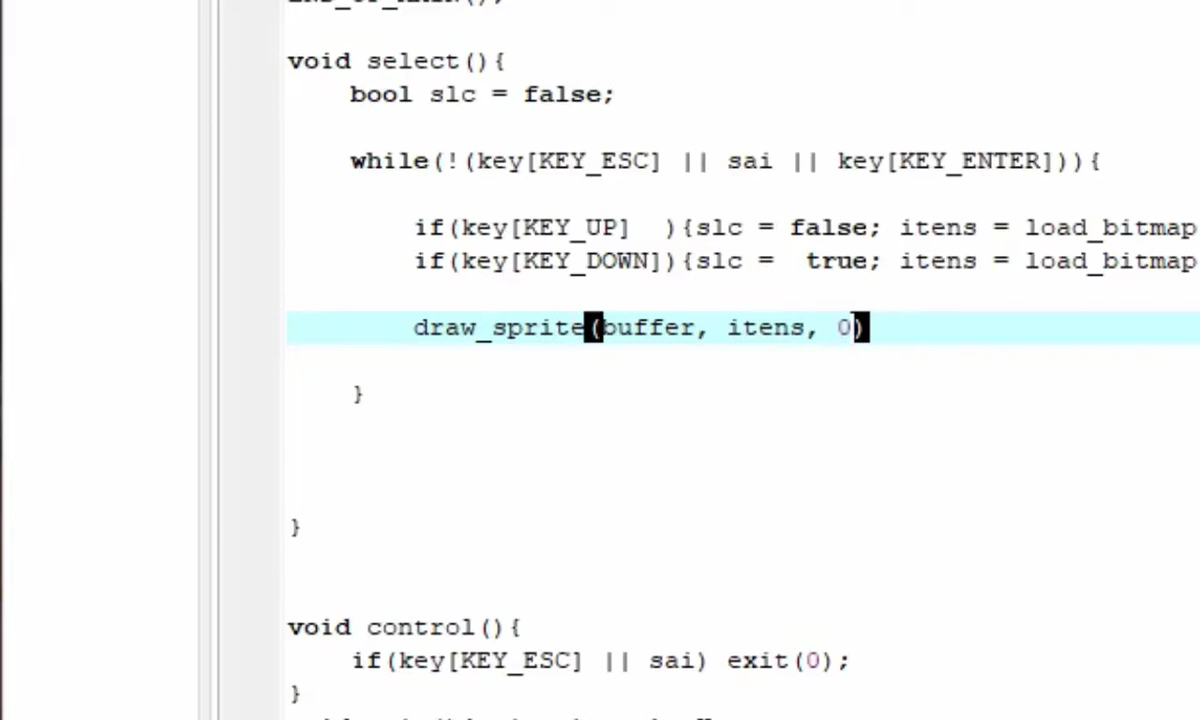 void select(){
bool slc = false;
while(!(key[KEY_ESC] || sai || key[KEY_ENTER])){
if(key[KEY_UP]  ){slc = false; itens = load_bitmap
if(key[KEY_DOWN]){slc =  true; itens = load_bitmap
draw_sprite(buffer, itens, 0)
}
}
void control(){
if(key[KEY_ESC] || sai) exit(0);
}